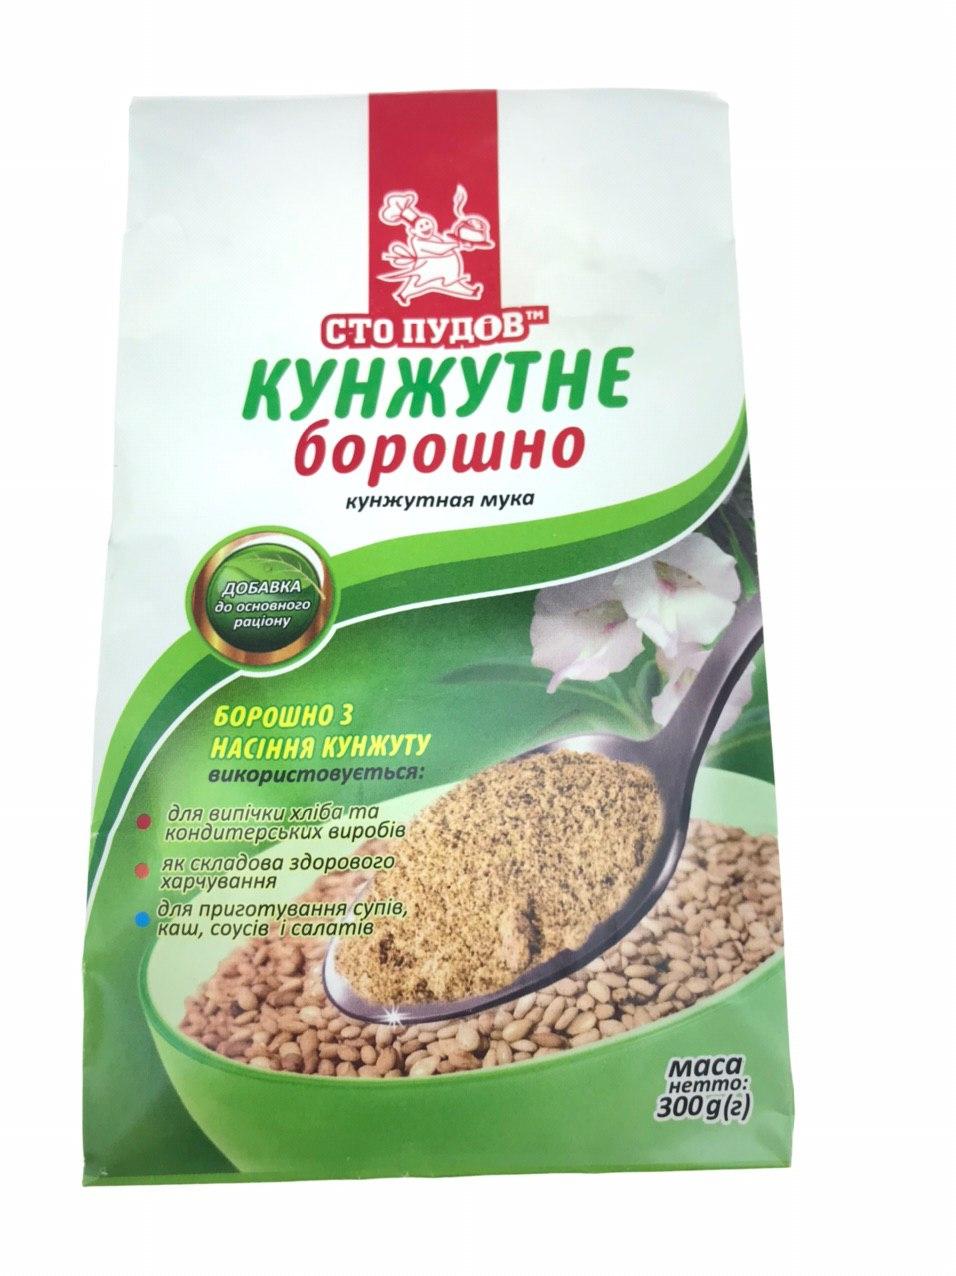 СТО ПУДОВ™
КУНЖУТНЕ
борошно
кунжутная мука
ДОБАВКА
до основного
раціону
БОРОШНО З
НАСІННЯ КУНЖУТУ
використовується:
для випічки хліба та
кондитерських виробів
як складова здорового
харчування
для приготування супів,
каш, соусів і салатів
маса
нетто:
300 g (г)